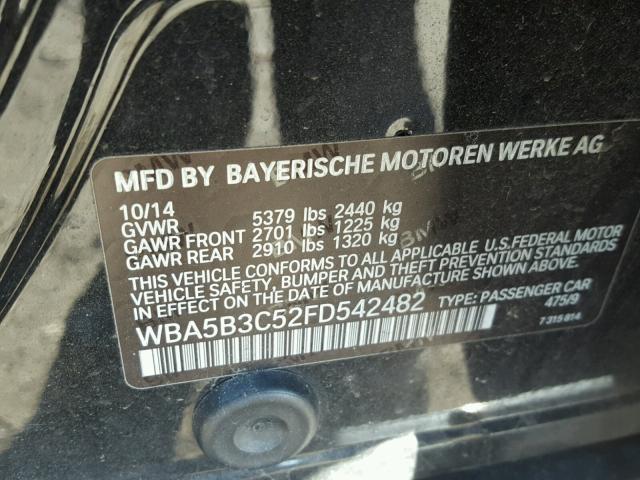 MFD BY BAYERISCHE MOTOREN WERKE AG
10/14
GVWR 5379 lbs 2440 kg
GAWR FRONT 2701 lbs 1225 kg
GAWR REAR 2910 lbs 1320 kg
THIS VEHICLE CONFORMS TO ALL APPLICABLE U.S.FEDERAL MOTOR
VEHICLE SAFETY, BUMPER AND THEFT PREVENTION STANDARDS
IN EFFECT ON THE DATE OF MANUFACTURE SHOWN ABOVE.
WBA5B3C52FD542482 TYPE: PASSENGER CAR
475/9
7 315 814